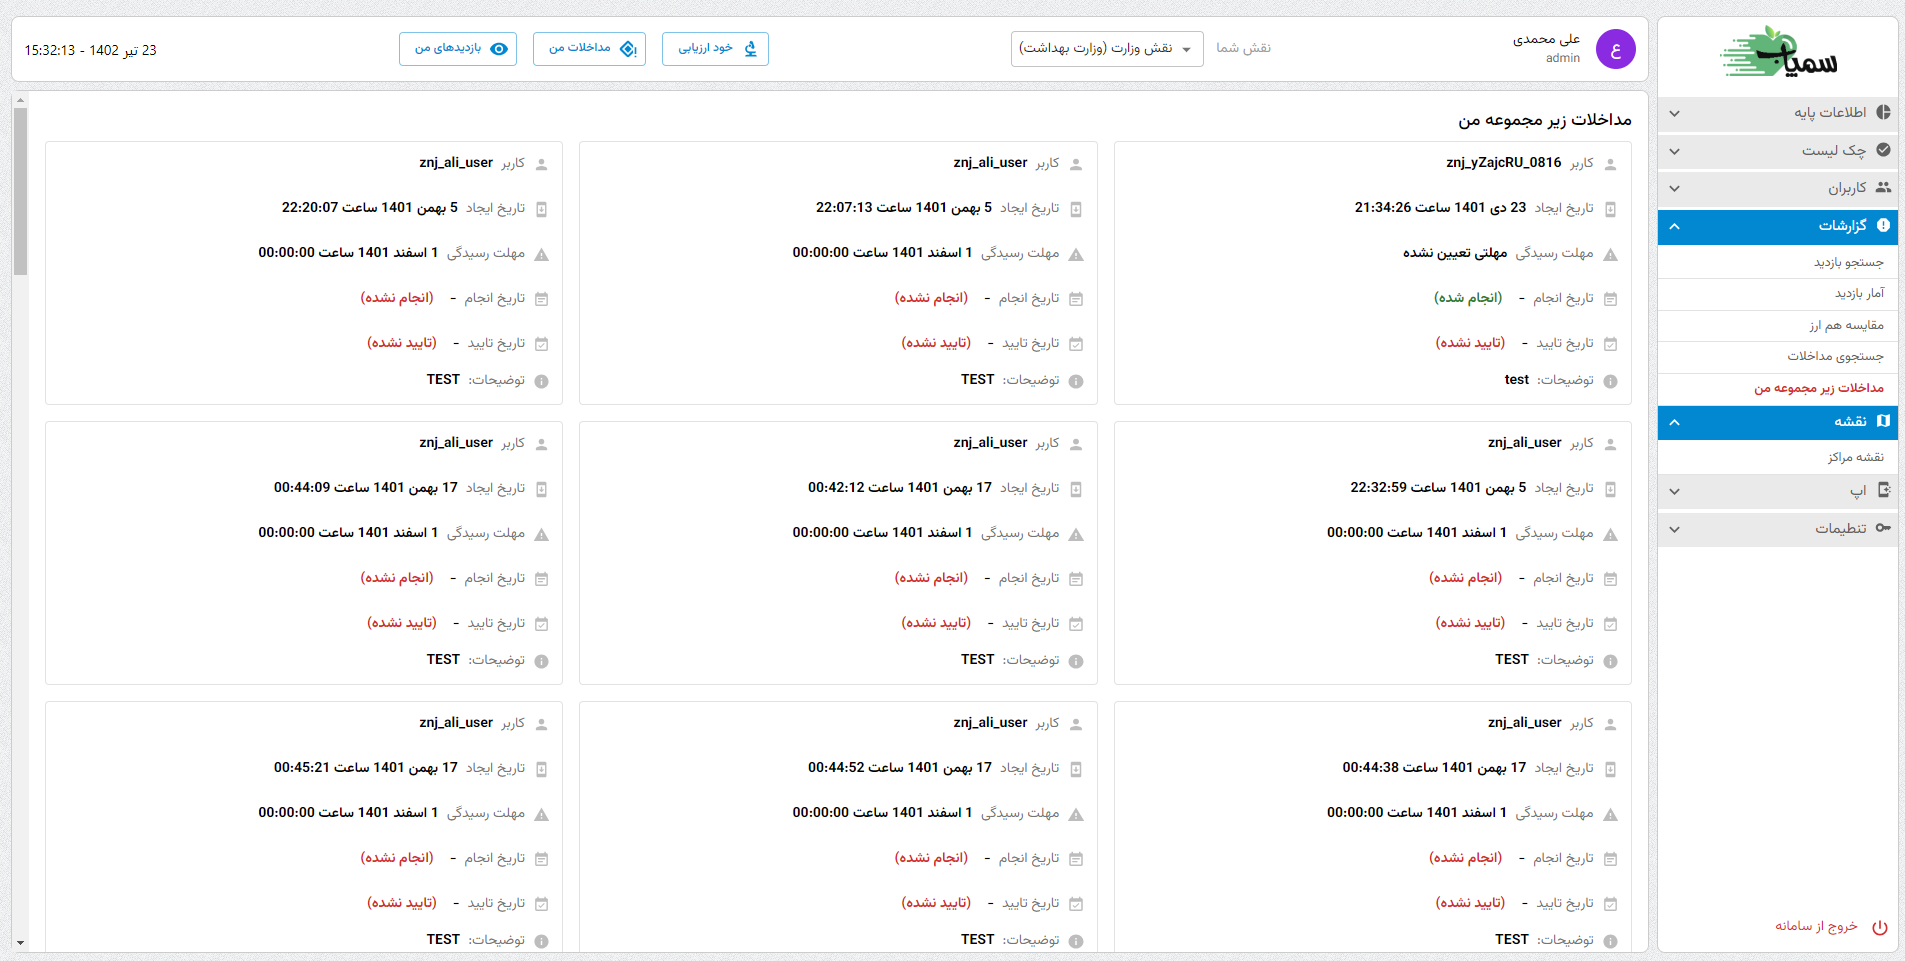 سمیاب
اطلاعات پایه
چک لیست
کاربران
گزارشات
جستجو بازدید
آمار بازدید
مقایسه هم ارز
جستجوی مداخلات
مداخلات زیر مجموعه من
نقشه
نقشه مراکز
اپ
تنظیمات
خروج از سامانه
ع
علی محمدی
admin
نقش شما
نقش وزارت (وزارت بهداشت)
خود ارزیابی
مداخلات من
بازدیدهای من
23 تیر 1402 - 15:32:13
مداخلات زیر مجموعه من
کاربر znj_yZajcRU_0816
تاریخ ایجاد 23 دی 1401 ساعت 21:34:26
مهلت رسیدگی مهلتی تعیین نشده
تاریخ انجام - (انجام شده)
تاریخ تایید - (تایید نشده)
توضیحات: test
کاربر znj_ali_user
تاریخ ایجاد 5 بهمن 1401 ساعت 22:07:13
مهلت رسیدگی 1 اسفند 1401 ساعت 00:00:00
تاریخ انجام - (انجام نشده)
تاریخ تایید - (تایید نشده)
توضیحات: TEST
کاربر znj_ali_user
تاریخ ایجاد 5 بهمن 1401 ساعت 22:20:07
مهلت رسیدگی 1 اسفند 1401 ساعت 00:00:00
تاریخ انجام - (انجام نشده)
تاریخ تایید - (تایید نشده)
توضیحات: TEST
کاربر znj_ali_user
تاریخ ایجاد 5 بهمن 1401 ساعت 22:32:59
مهلت رسیدگی 1 اسفند 1401 ساعت 00:00:00
تاریخ انجام - (انجام نشده)
تاریخ تایید - (تایید نشده)
توضیحات: TEST
کاربر znj_ali_user
تاریخ ایجاد 17 بهمن 1401 ساعت 00:42:12
مهلت رسیدگی 1 اسفند 1401 ساعت 00:00:00
تاریخ انجام - (انجام نشده)
تاریخ تایید - (تایید نشده)
توضیحات: TEST
کاربر znj_ali_user
تاریخ ایجاد 17 بهمن 1401 ساعت 00:44:09
مهلت رسیدگی 1 اسفند 1401 ساعت 00:00:00
تاریخ انجام - (انجام نشده)
تاریخ تایید - (تایید نشده)
توضیحات: TEST
کاربر znj_ali_user
تاریخ ایجاد 17 بهمن 1401 ساعت 00:44:38
مهلت رسیدگی 1 اسفند 1401 ساعت 00:00:00
تاریخ انجام - (انجام نشده)
تاریخ تایید - (تایید نشده)
توضیحات: TEST
کاربر znj_ali_user
تاریخ ایجاد 17 بهمن 1401 ساعت 00:44:52
مهلت رسیدگی 1 اسفند 1401 ساعت 00:00:00
تاریخ انجام - (انجام نشده)
تاریخ تایید - (تایید نشده)
توضیحات: TEST
کاربر znj_ali_user
تاریخ ایجاد 17 بهمن 1401 ساعت 00:45:21
مهلت رسیدگی 1 اسفند 1401 ساعت 00:00:00
تاریخ انجام - (انجام نشده)
تاریخ تایید - (تایید نشده)
توضیحات: TEST